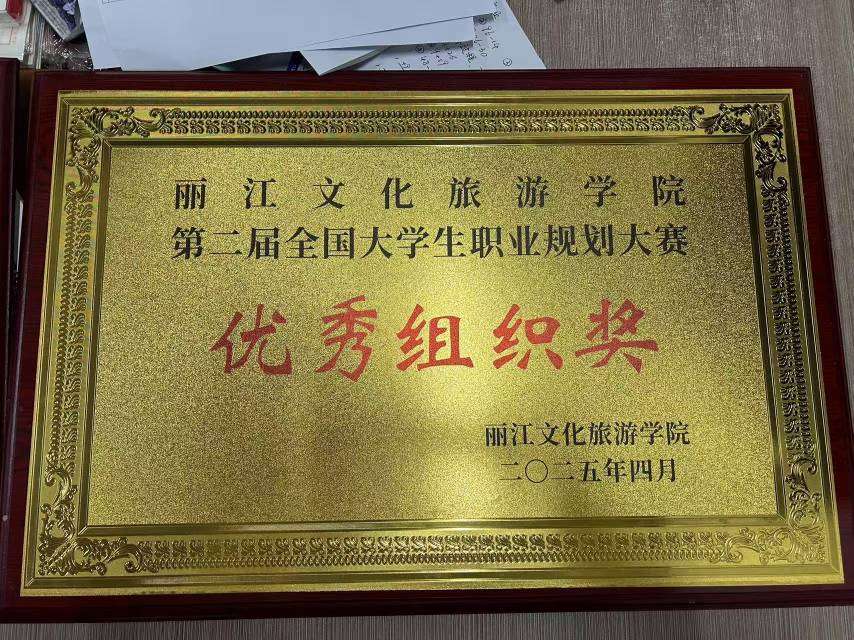 丽江文化旅游学院
第二届全国大学生职业规划大赛
优秀组织奖
丽江文化旅游学院
二〇二五年四月